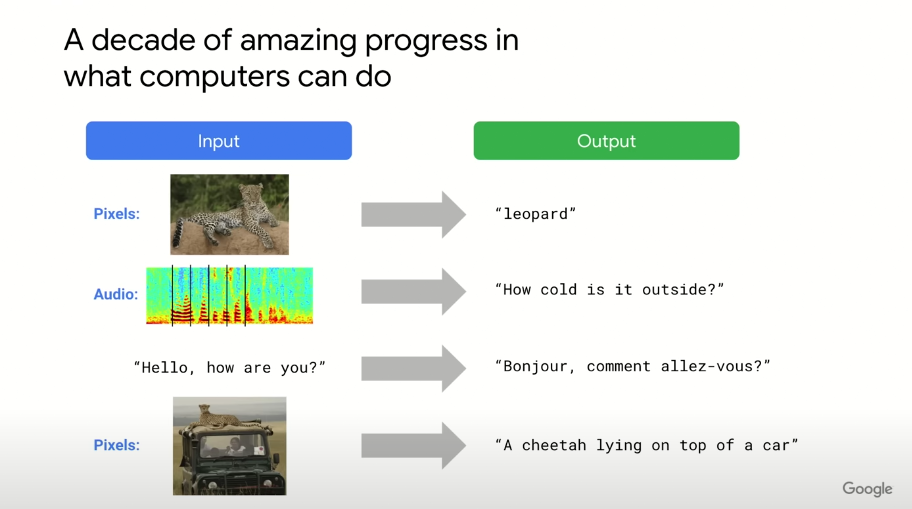 A decade of amazing progress in
what computers can do
Input
Output
Pixels:
“leopard”
Audio:
“How cold is it outside?”
“Hello, how are you?”
“Bonjour, comment allez-vous?”
Pixels:
“A cheetah lying on top of a car”
Google